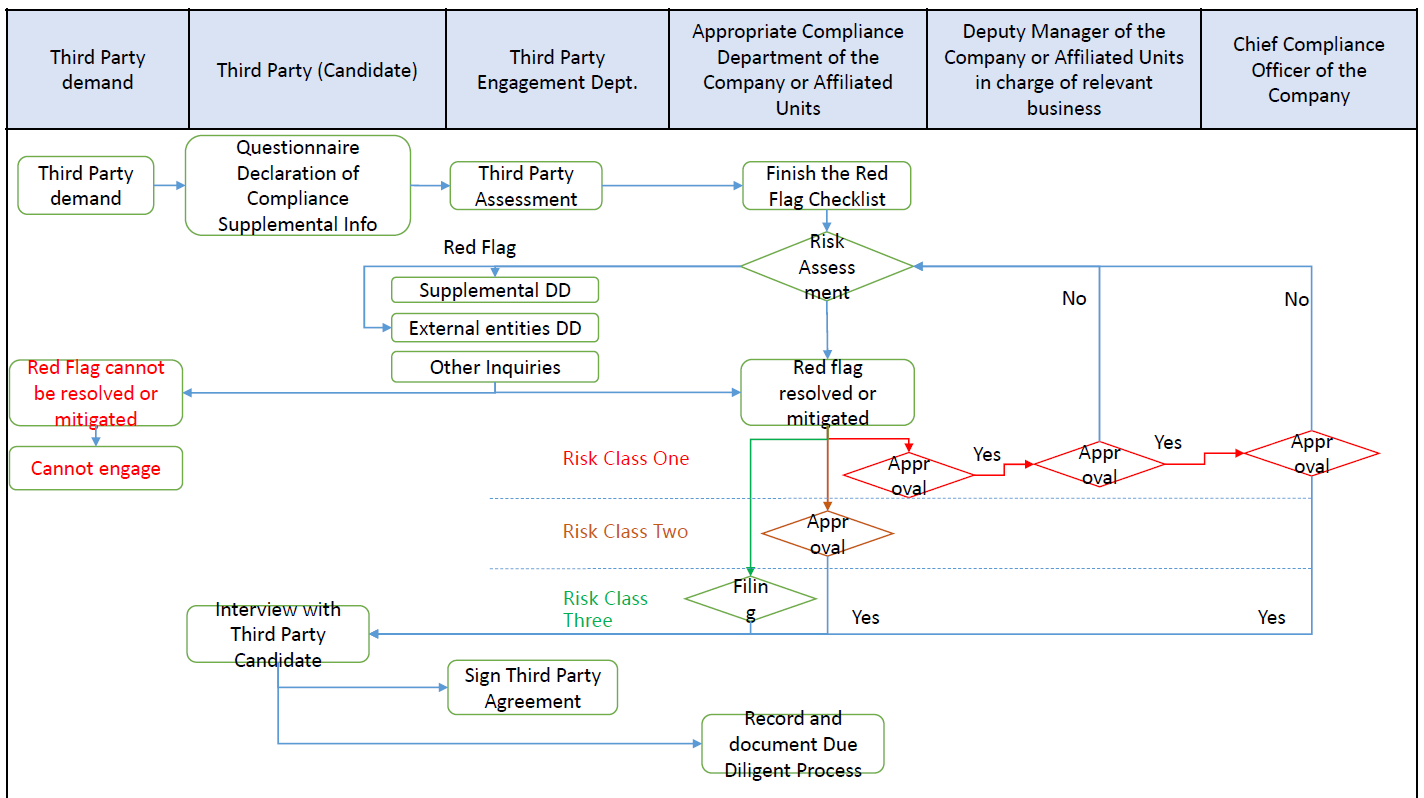 Third Party
demand
Third Party (Candidate)
Third Party
Engagement Dept.
Appropriate Compliance
Department of the
Company or Affiliated
Units
Deputy Manager of the
Company or Affiliated Units
in charge of relevant
business
Chief Compliance
Officer of the
Company
Third Party
demand
Questionnaire
Declaration of
Compliance
Supplemental Info
Third Party
Assessment
Finish the Red
Flag Checklist
Red Flag
Risk
Assess
ment
Supplemental DD
External entities DD
Other Inquiries
No
No
Red Flag cannot
be resolved or
mitigated
Red flag
resolved or
mitigated
Cannot engage
Risk Class One
Appr
oval
Yes
Appr
oval
Yes
Appr
oval
Risk Class Two
Appr
oval
Risk Class
Three
Filin
g
Yes
Yes
Interview with
Third Party
Candidate
Sign Third Party
Agreement
Record and
document Due
Diligent Process